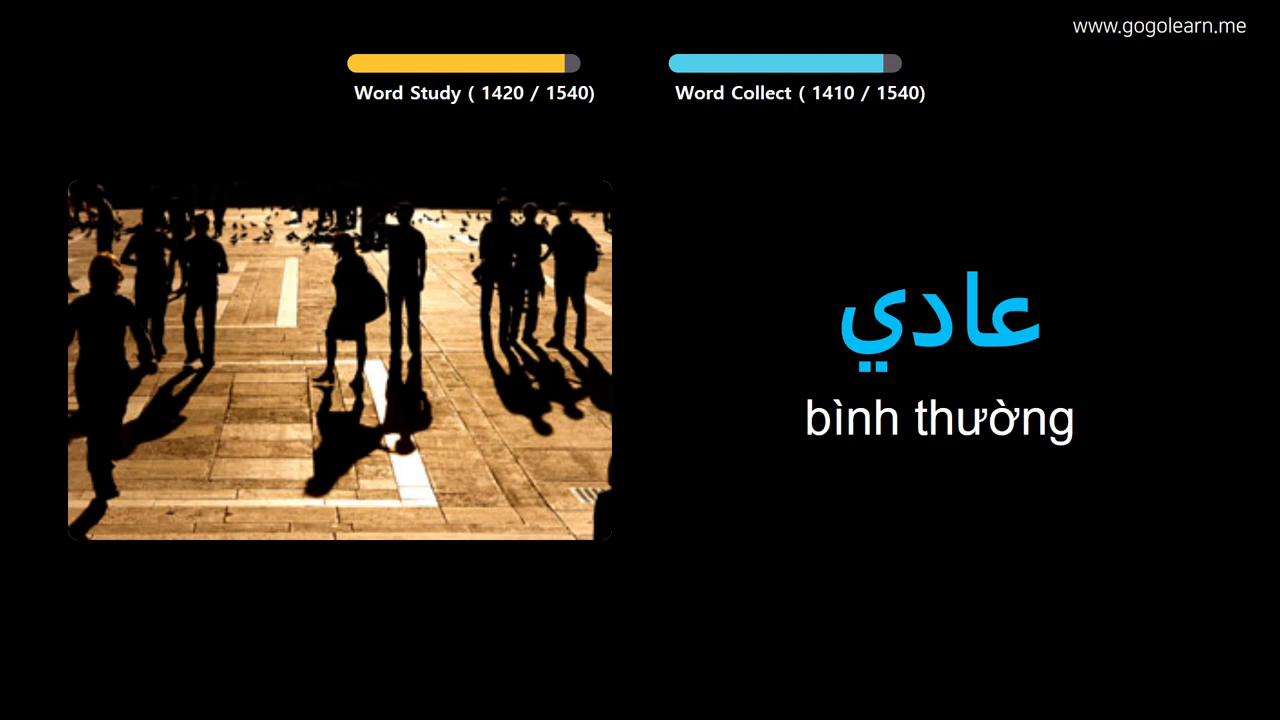 www.gogolearn.me
Word Study ( 1420 / 1540)
Word Collect ( 1410 / 1540)
عادي
bình thường